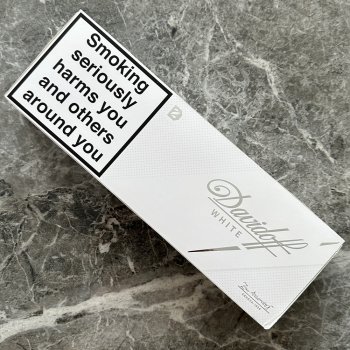 Smoking
seriously
harms you
and others
around you
Davidoff
WHITE